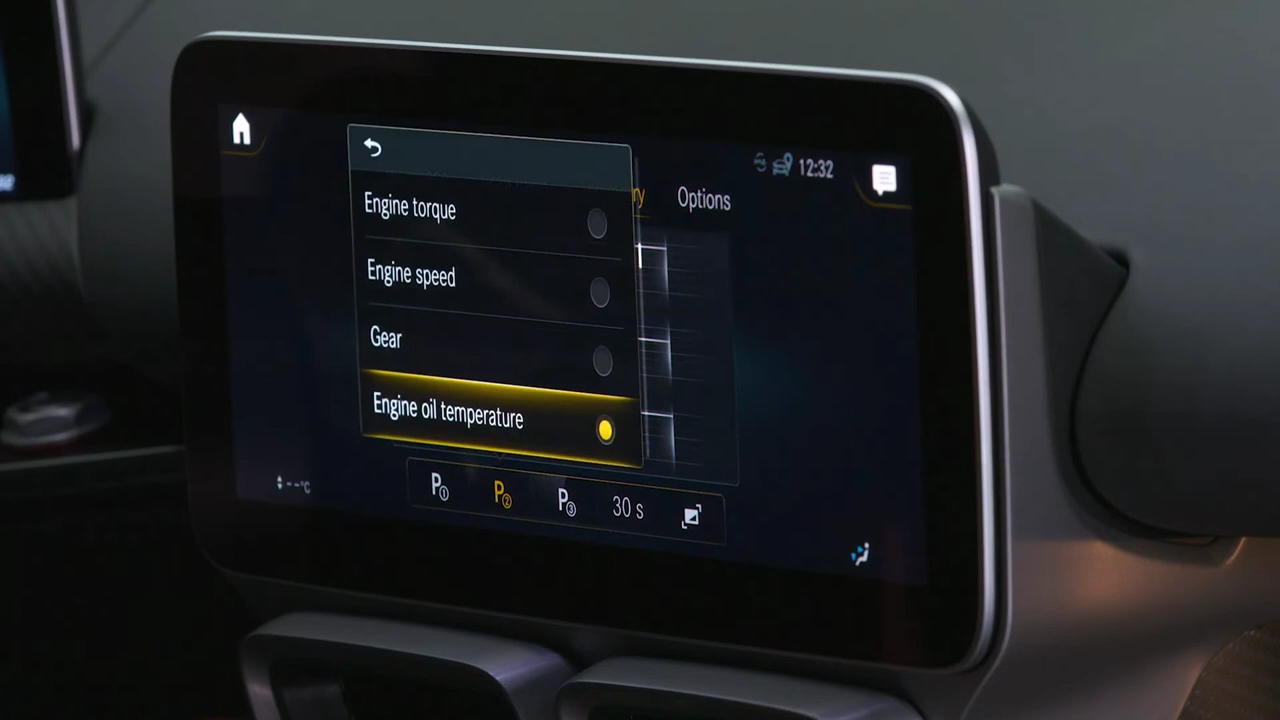 12:32
ry Options
Engine torque
Engine speed
Gear
Engine oil temperature
P① P② P③ 30 s
--°C